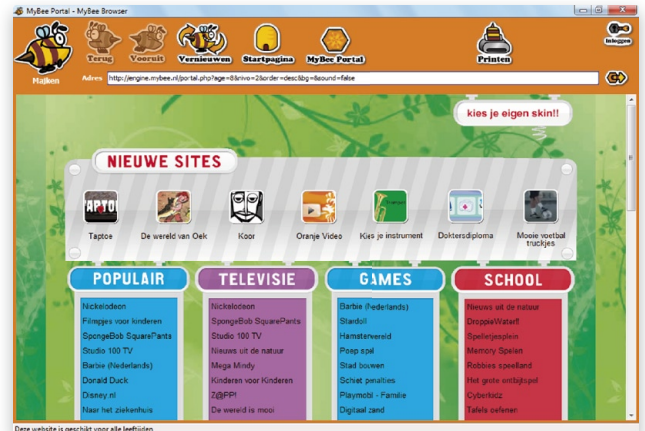 MyBee Portal - MyBee Browser
Majken
Terug
Vooruit
Vernieuwen
Startpagina
MyBee Portal
Printen
Inloggen
Adres
http://engine.mybee.nl/portal.php?age=8&nivo=2&order=desc&bg=&sound=false
kies je eigen skin!!
NIEUWE SITES
TAPTOE
Taptoe
De wereld van Oek
Koor
Oranje Video
Kies je instrument
Doktersdiploma
Mooie voetbal
truckjes
POPULAIR
Nickelodeon
Filmpjes voor kinderen
SpongeBob SquarePants
Studio 100 TV
Barbie (Nederlands)
Donald Duck
Disney.nl
Naar het ziekenhuis
TELEVISIE
Nickelodeon
SpongeBob SquarePants
Studio 100 TV
Nieuws uit de natuur
Mega Mindy
Kinderen voor Kinderen
Z@PP!
De wereld is mooi
GAMES
Barbie (Nederlands)
Stardoll
Hamsterwereld
Poep spel
Stad bouwen
Schiet penalties
Playmobil - Familie
Digitaal zand
SCHOOL
Nieuws uit de natuur
DroppieWater!!
Spelletjesplein
Memory Spelen
Robbies speelland
Het grote ontbijtspel
Cyberkidz
Tafels oefenen
Deze website is geschikt voor alle leeftijden